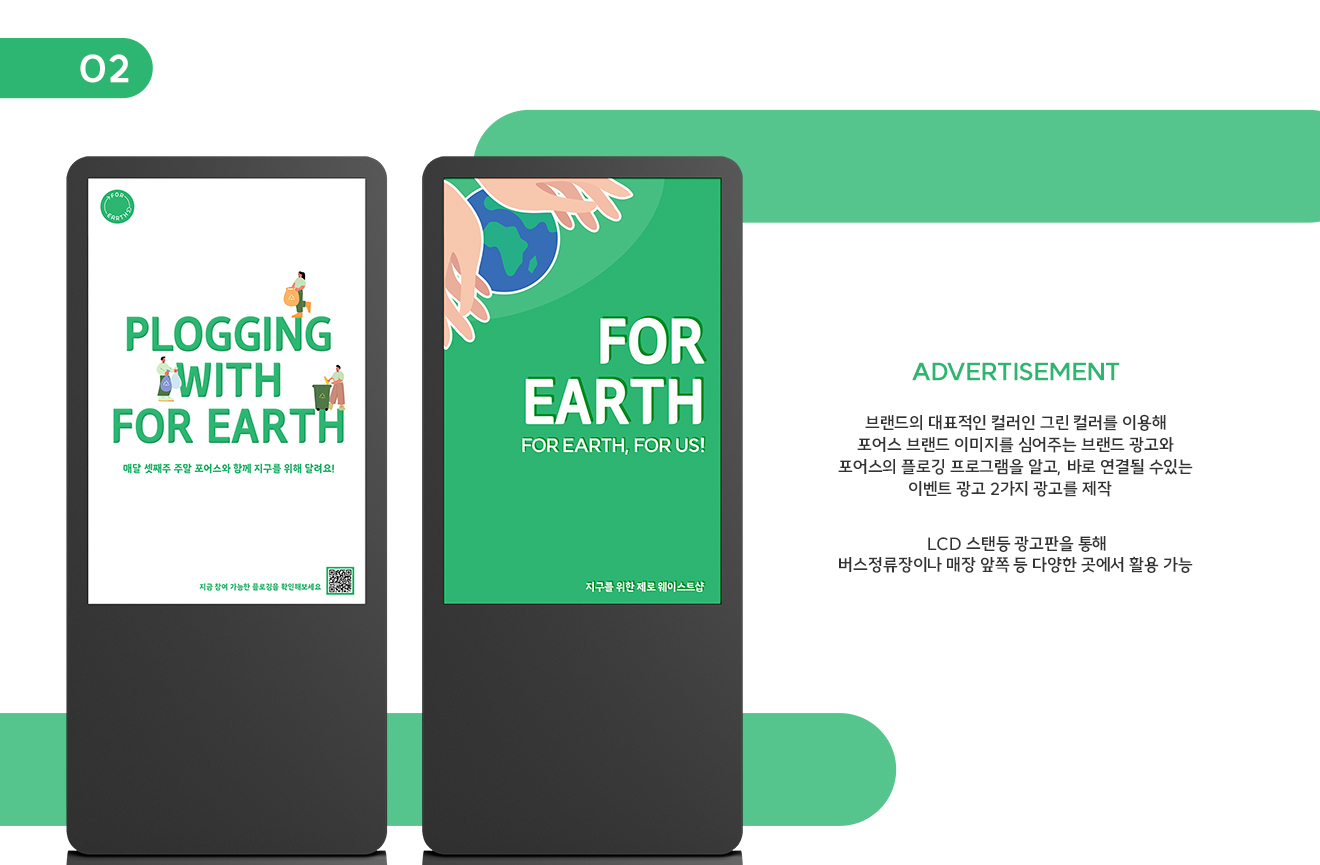 02
FOR
EARTH
PLOGGING
WITH
FOR EARTH
매달 셋째주 주말 포어스와 함께 지구를 위해 달려요!
지금 참여 가능한 플로깅을 확인해보세요
FOR
EARTH
FOR EARTH, FOR US!
지구를 위한 제로 웨이스트샵
ADVERTISEMENT
브랜드의 대표적인 컬러인 그린 컬러를 이용해
포어스 브랜드 이미지를 심어주는 브랜드 광고와
포어스의 플로깅 프로그램을 알고, 바로 연결될 수있는
이벤트 광고 2가지 광고를 제작
LCD 스탠등 광고판을 통해
버스정류장이나 매장 앞쪽 등 다양한 곳에서 활용 가능